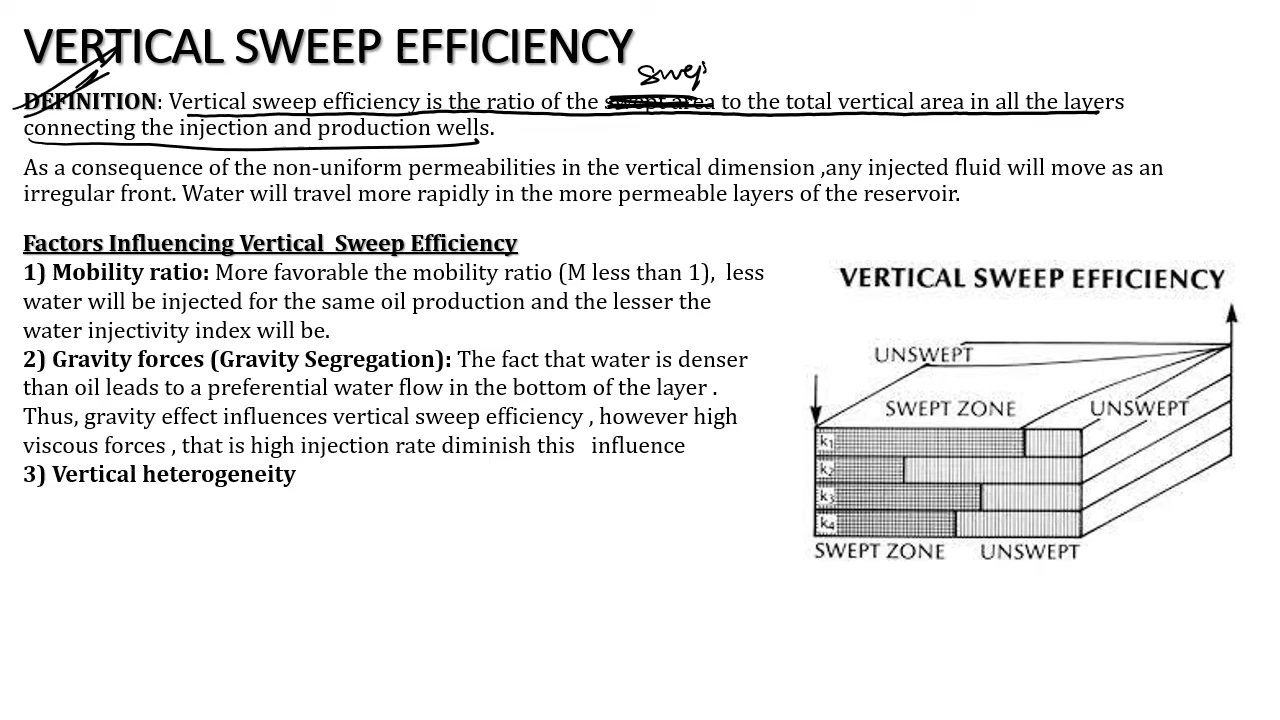 VERTICAL SWEEP EFFICIENCY
swep
DEFINITION: Vertical sweep efficiency is the ratio of the swept area to the total vertical area in all the layers
connecting the injection and production wells.
As a consequence of the non-uniform permeabilities in the vertical dimension ,any injected fluid will move as an
irregular front. Water will travel more rapidly in the more permeable layers of the reservoir.
Factors Influencing Vertical Sweep Efficiency
1) Mobility ratio: More favorable the mobility ratio (M less than 1), less
water will be injected for the same oil production and the lesser the
water injectivity index will be.
2) Gravity forces (Gravity Segregation): The fact that water is denser
than oil leads to a preferential water flow in the bottom of the layer .
Thus, gravity effect influences vertical sweep efficiency , however high
viscous forces , that is high injection rate diminish this influence
3) Vertical heterogeneity
VERTICAL SWEEP EFFICIENCY
UNSWEPT
SWEPT ZONE UNSWEPT
k1
k2
k3
k4
SWEPT ZONE UNSWEPT